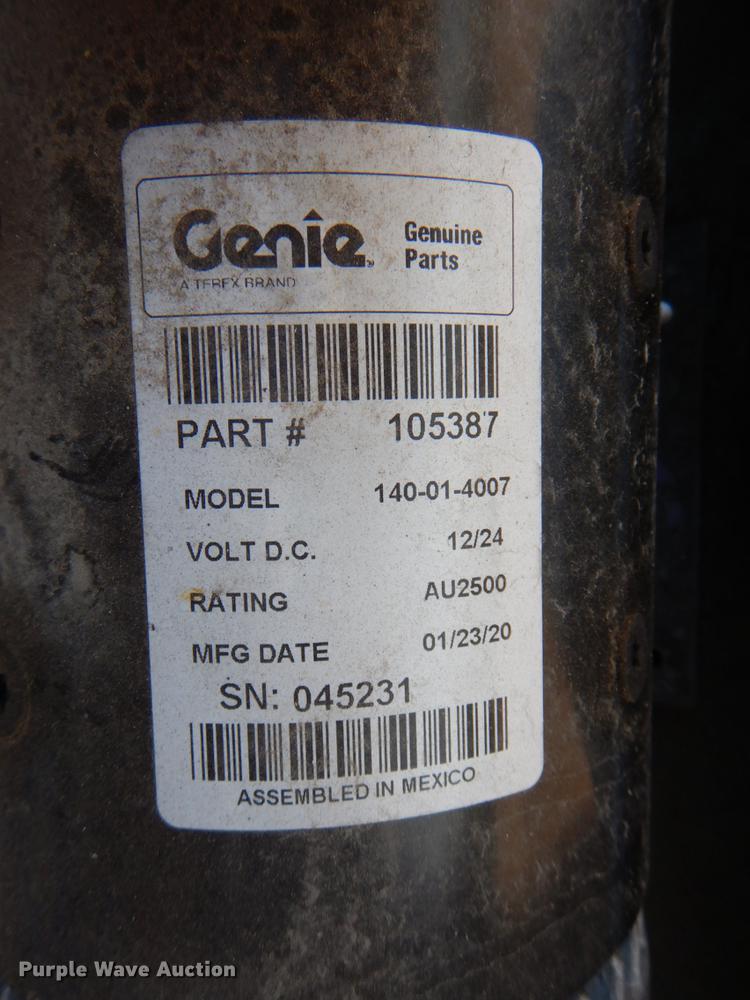 Genie
Genuine
Parts
A TEREX BRAND
PART # 105387
MODEL 140-01-4007
VOLT D.C. 12/24
RATING AU2500
MFG DATE 01/23/20
SN: 045231
ASSEMBLED IN MEXICO
Purple Wave Auction